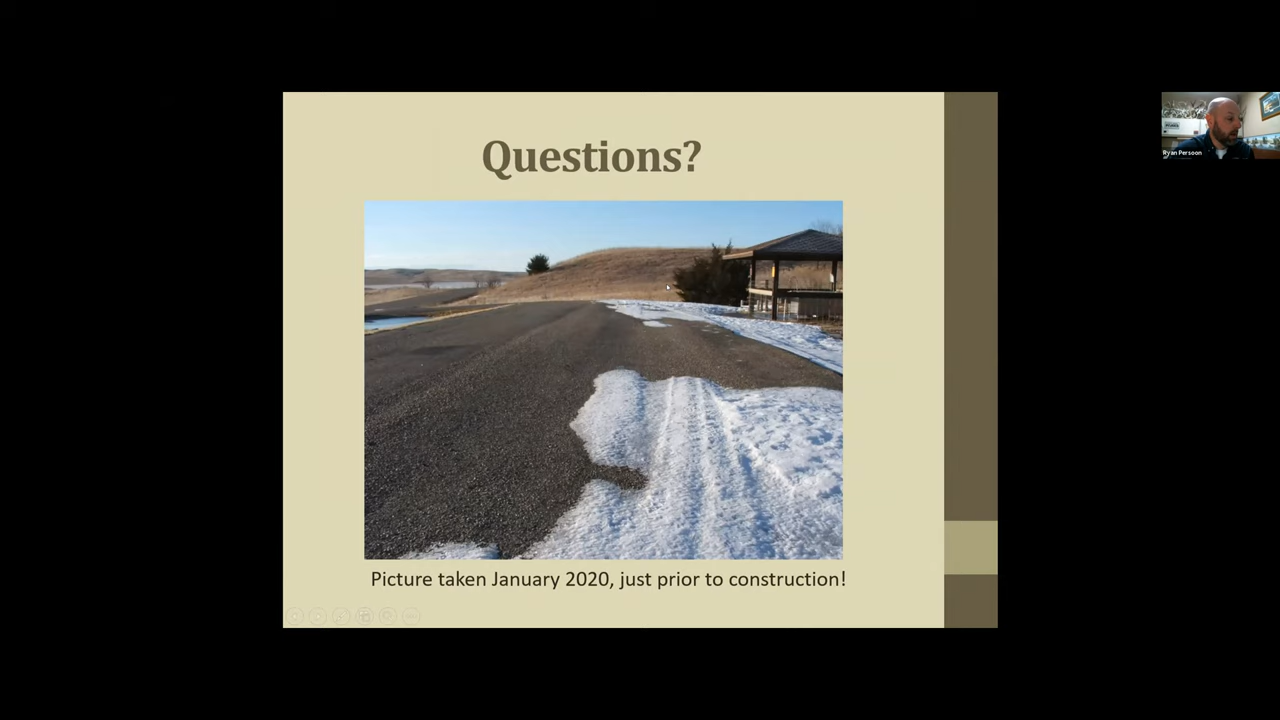 Questions?
Picture taken January 2020, just prior to construction!
Ryan Persoon